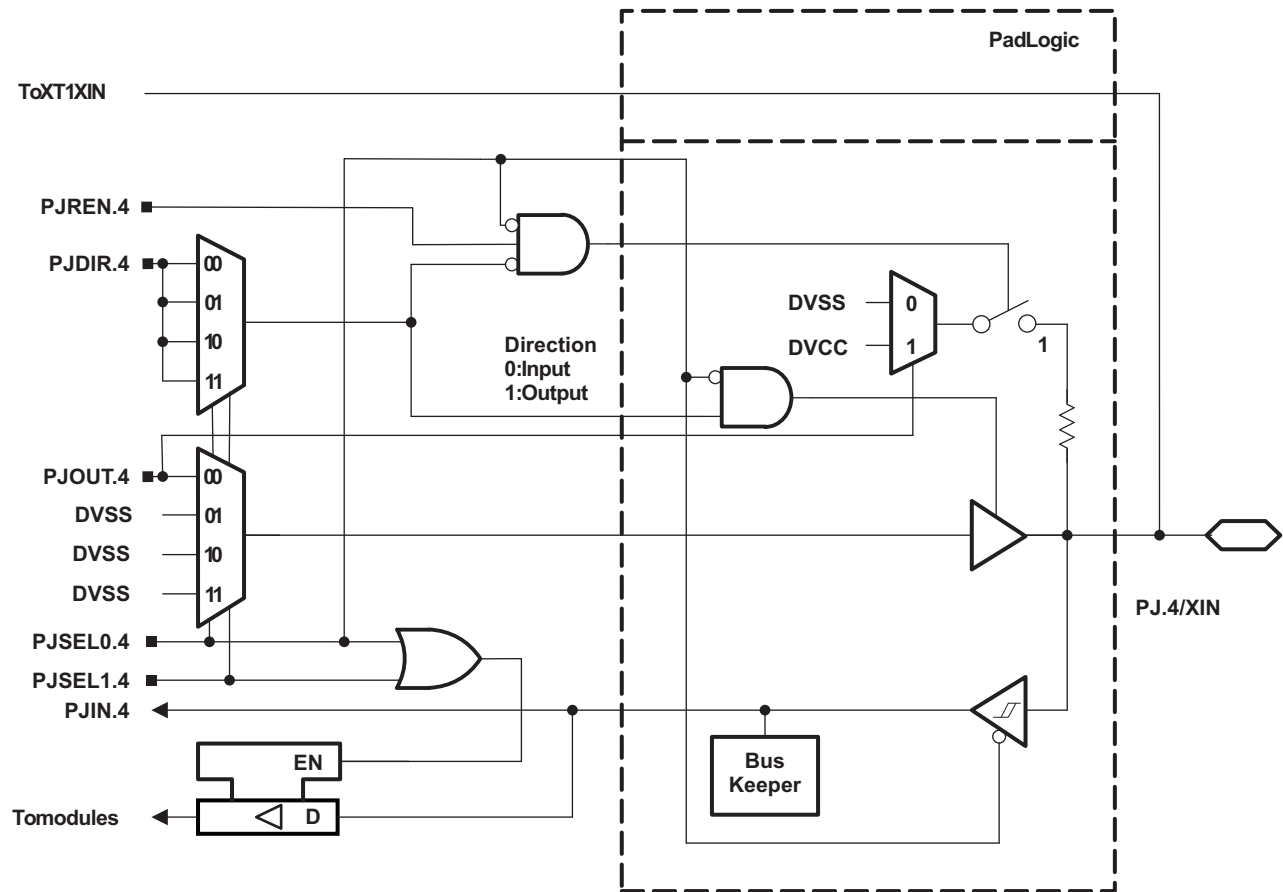 PadLogic
ToXT1XIN
PJREN.4
PJDIR.4
00
01
10
11
Direction
0:Input
1:Output
DVSS
0
DVCC
1
1
PJOUT.4
00
DVSS
01
DVSS
10
DVSS
11
PJ.4/XIN
PJSEL0.4
PJSEL1.4
PJIN.4
EN
D
Bus
Keeper
Tomodules